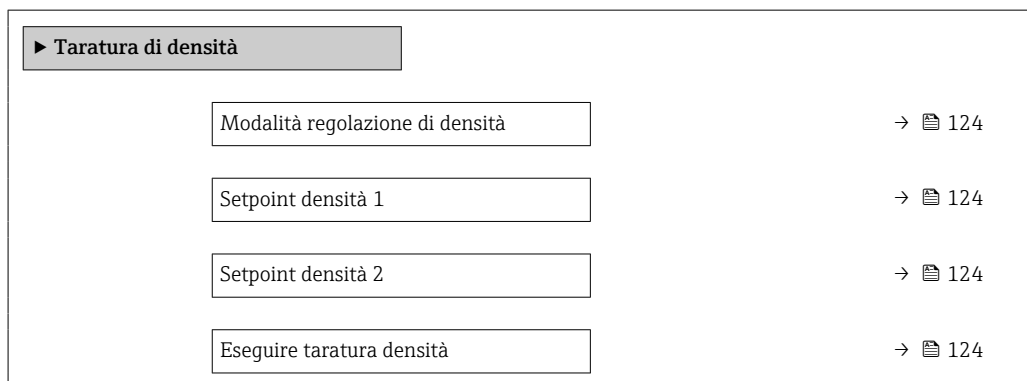 ▶ Taratura di densità
Modalità regolazione di densità → 124
Setpoint densità 1 → 124
Setpoint densità 2 → 124
Eseguire taratura densità → 124